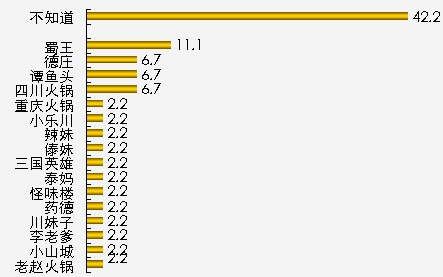 不知道 42.2
蜀王 11.1
德庄 6.7
谭鱼头 6.7
四川火锅 6.7
重庆火锅 2.2
小乐川 2.2
辣妹 2.2
傣妹 2.2
三国英雄 2.2
泰妈 2.2
怪味楼 2.2
药德 2.2
川妹子 2.2
李老爹 2.2
小山城 2.2
老赵火锅 2.2